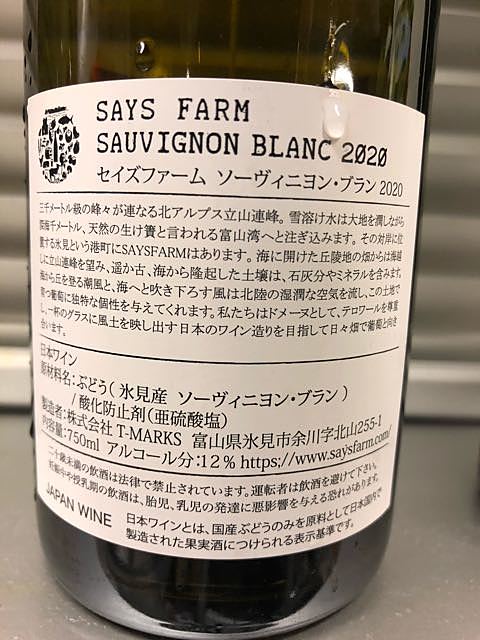 SAYS FARM
SAUVIGNON BLANC 2020
セイズファーム ソーヴィニヨン・ブラン 2020
三千メートル級の峰々が連なる北アルプス立山連峰。雪溶け水は大地を潤しながら
深海千メートル、天然の生け簀と言われる富山湾へと注ぎ込みます。その対岸に位
置する氷見という港町にSAYSFARMはあります。海に開けた丘陵地の畑からは海越
しに立山連峰を望み、遥か古、海から隆起した土壌は、石灰分やミネラルを含みます。
海から丘を登る潮風と、海へと吹き下ろす風は北陸の湿潤な空気を流し、この土地で
育つ葡萄に独特な個性を与えてくれます。私たちはドメーヌとして、テロワールを尊重
し、一杯のグラスに風土を映し出す日本のワイン造りを目指して日々畑で葡萄と向き
合います。
日本ワイン
原材料名：ぶどう（氷見産 ソーヴィニヨン・ブラン）
/ 酸化防止剤（亜硫酸塩）
製造者：株式会社 T-MARKS 富山県氷見市余川字北山255-1
内容量：750ml アルコール分：12％ https://www.saysfarm.com/
二十歳未満の飲酒は法律で禁止されています。運転者は飲酒を避けて下さい。
妊娠中や授乳期の飲酒は、胎児、乳児の発達に悪影響を与える恐れがあります。
JAPAN WINE
日本ワインとは、国産ぶどうのみを原料として日本国内で
製造された果実酒につけられる表示基準です。